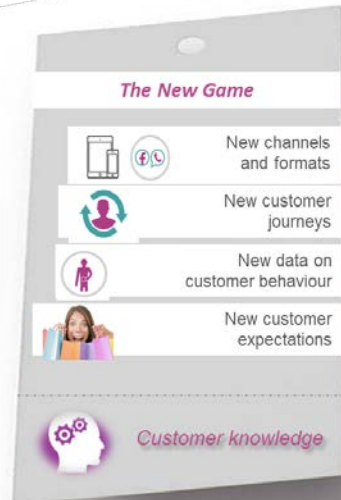 The New Game
New channels
and formats
New customer
journeys
New data on
customer behaviour
New customer
expectations
Customer knowledge